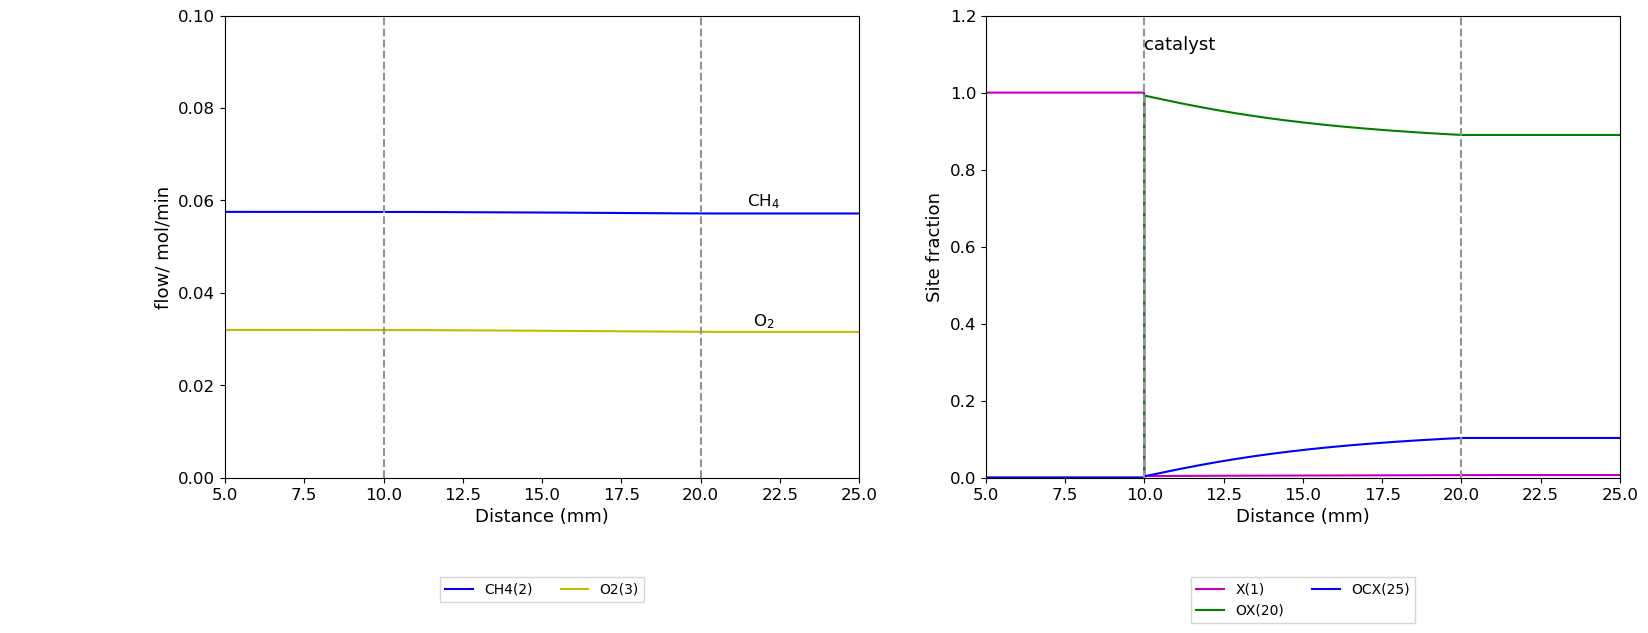 0.10
0.08
0.06
0.04
0.02
0.00
flow/ mol/min
CH4
O2
5.0 7.5 10.0 12.5 15.0 17.5 20.0 22.5 25.0
Distance (mm)
CH4(2) O2(3)
1.2
1.0
0.8
0.6
0.4
0.2
0.0
Site fraction
catalyst
5.0 7.5 10.0 12.5 15.0 17.5 20.0 22.5 25.0
Distance (mm)
X(1) OCX(25)
OX(20)